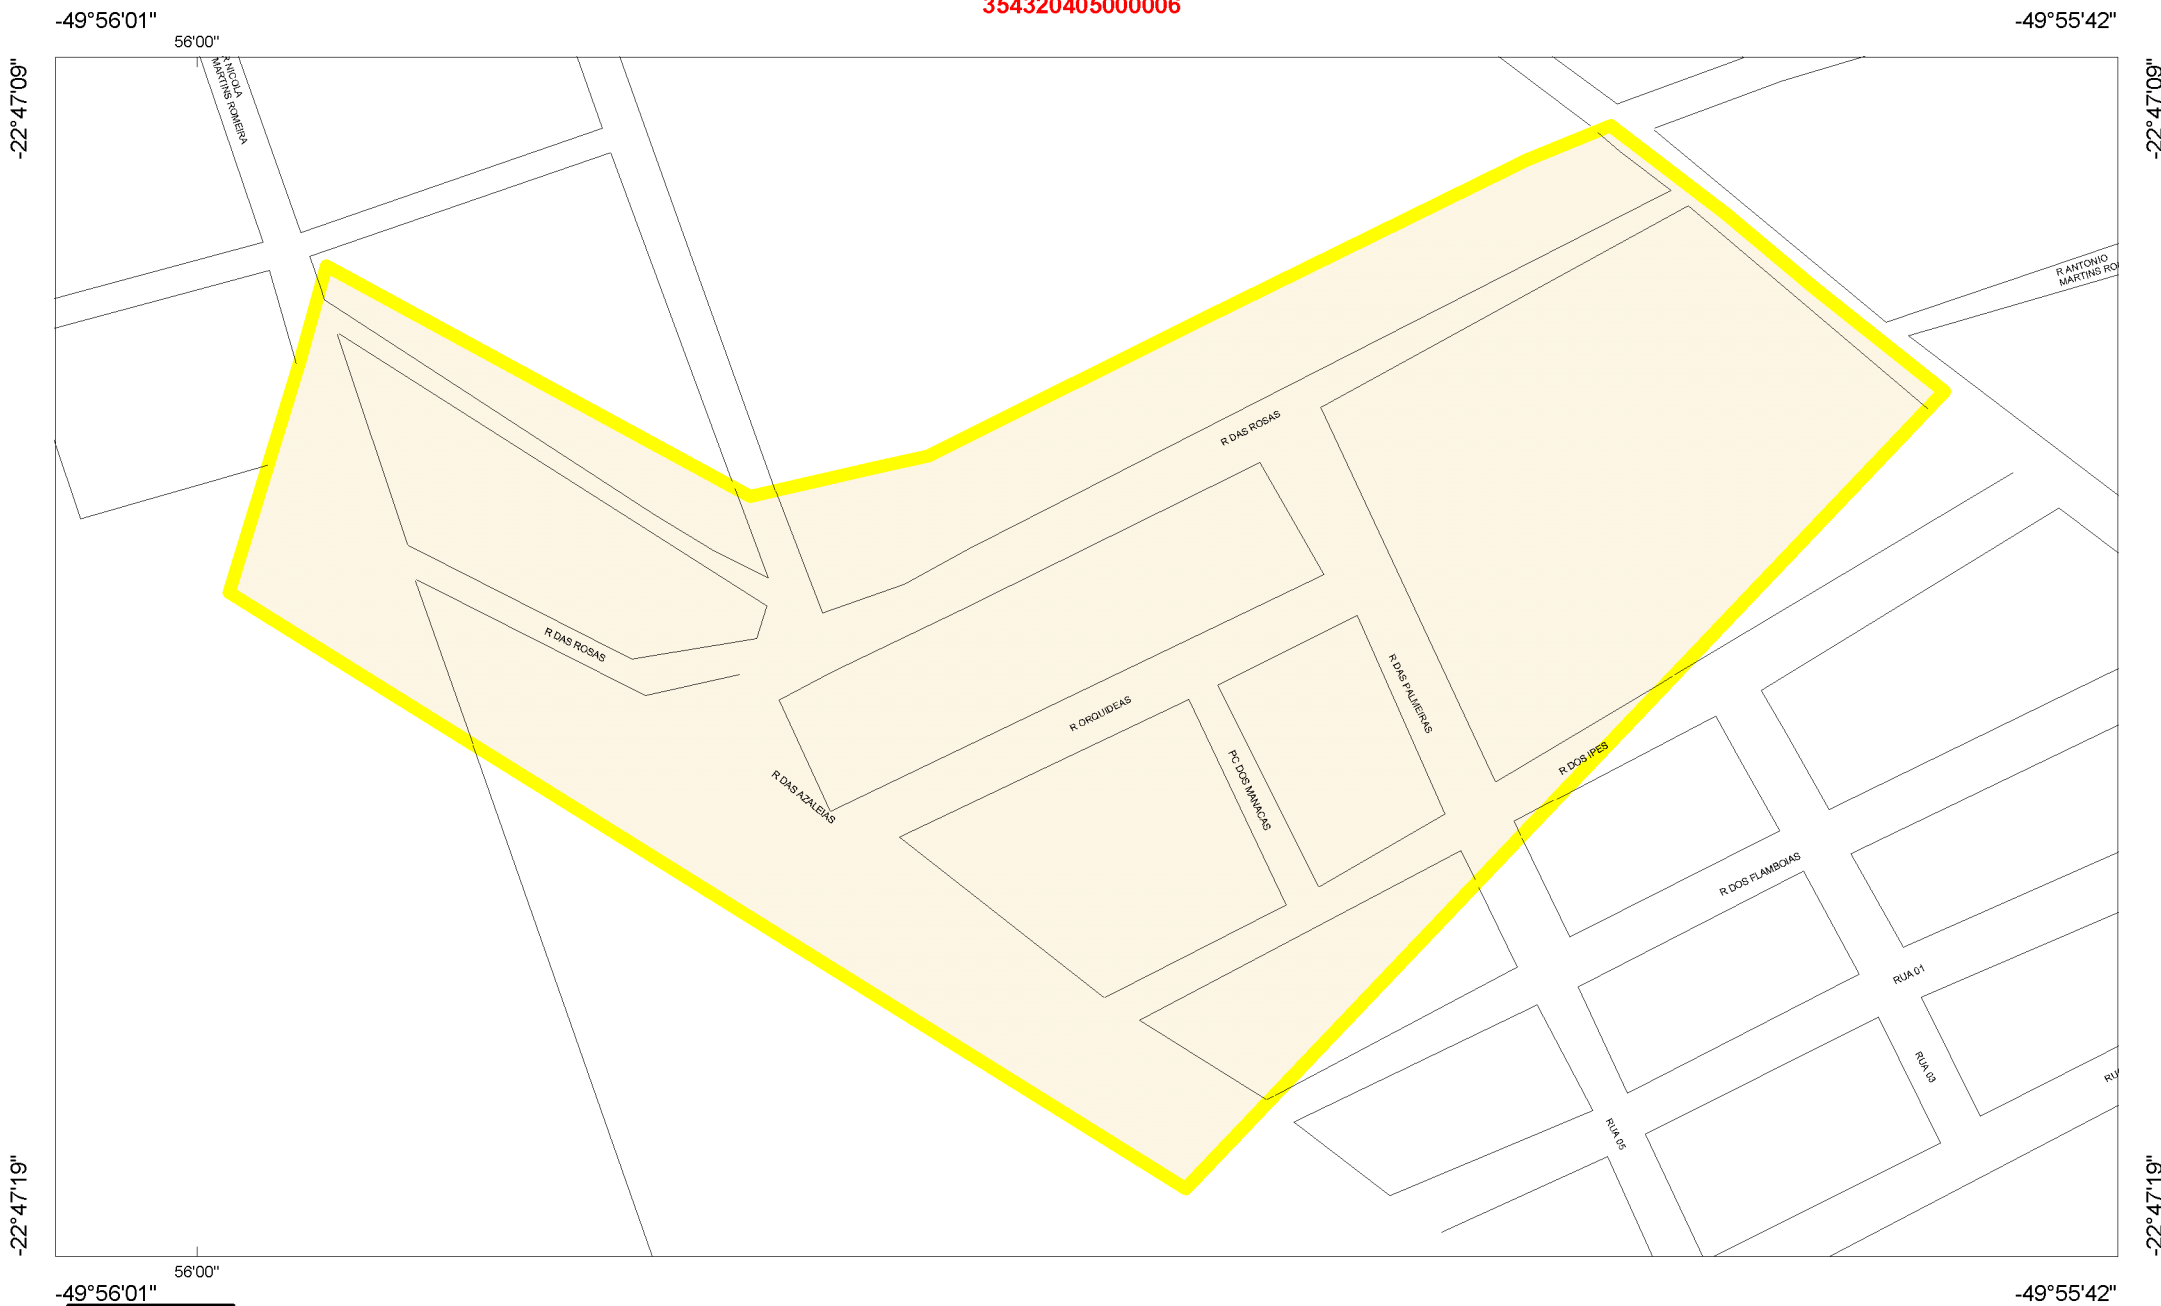 354320405000006
-49°56'01"
-49°55'42"
56'00"
-22°47'09"
-22°47'09"
R NICOLA
MARTINS ROMEIRA
R ANTONIO
MARTINS RO
R DAS ROSAS
R DAS ROSAS
R DAS PALMEIRAS
R ORQUIDEAS
PC DOS MANACAS
R DOS IPES
R DAS AZALEIAS
R DOS FLAMBOIAS
RUA 01
RUA 03
RU
RUA 05
-22°47'19"
-22°47'19"
56'00"
-49°56'01"
-49°55'42"